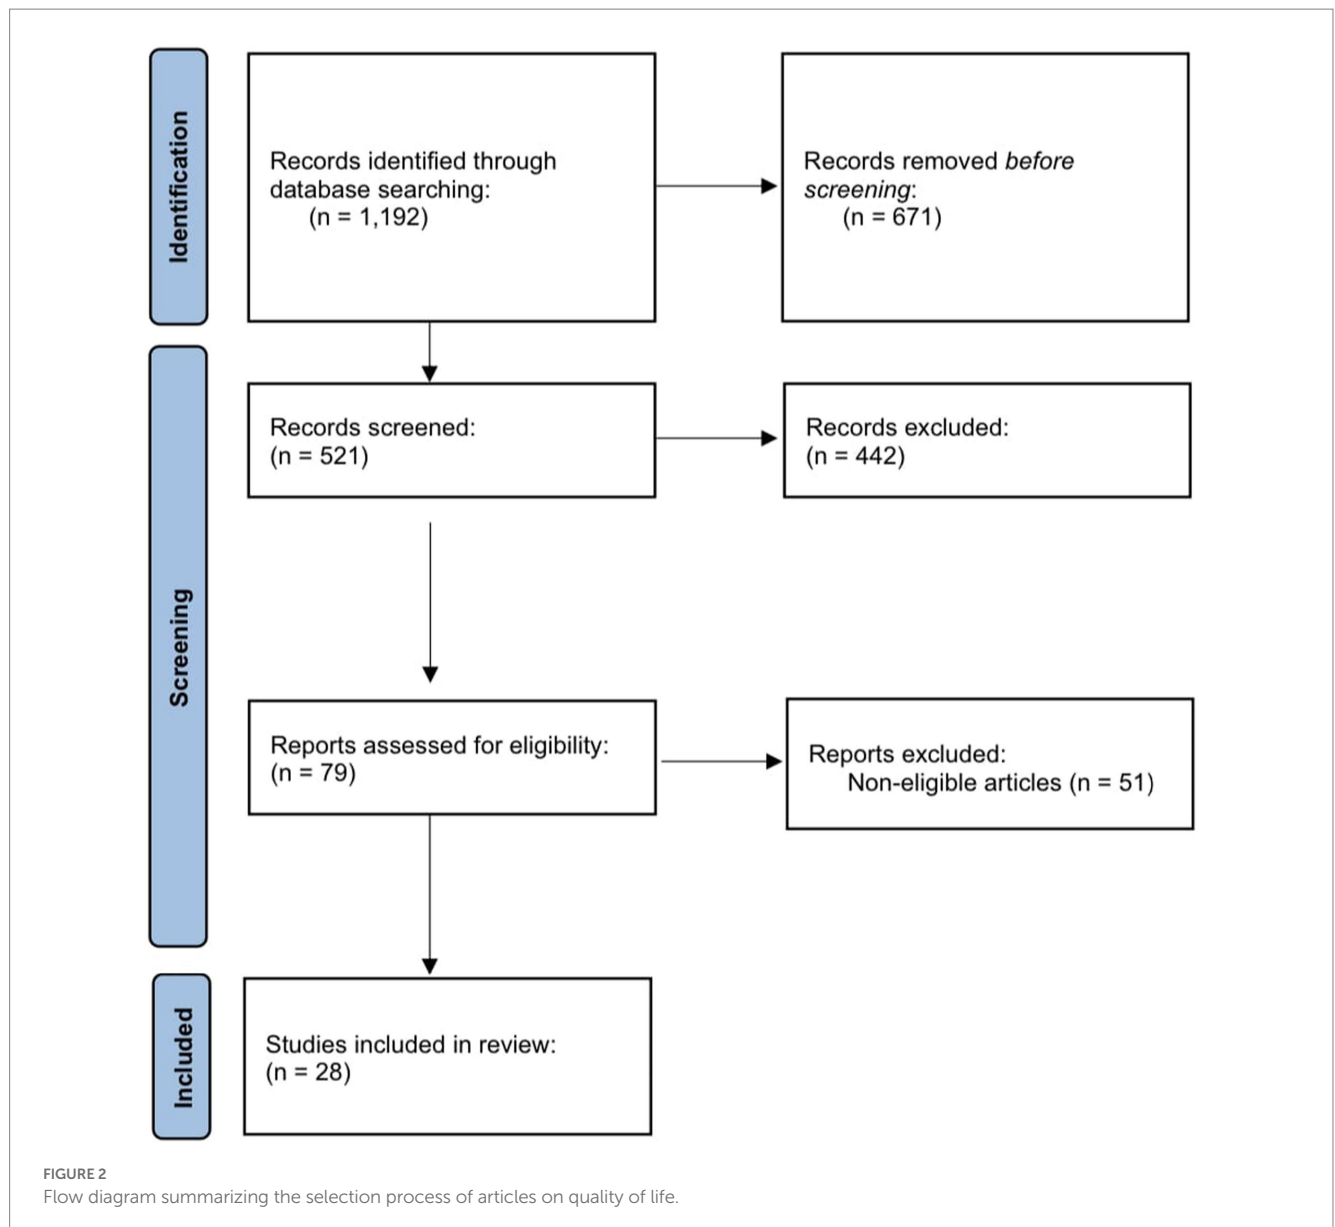 Identification
Records identified through
database searching:
(n = 1,192)
Records removed before
screening:
(n = 671)
Screening
Records screened:
(n = 521)
Records excluded:
(n = 442)
Reports assessed for eligibility:
(n = 79)
Reports excluded:
Non-eligible articles (n = 51)
Included
Studies included in review:
(n = 28)
FIGURE 2
Flow diagram summarizing the selection process of articles on quality of life.